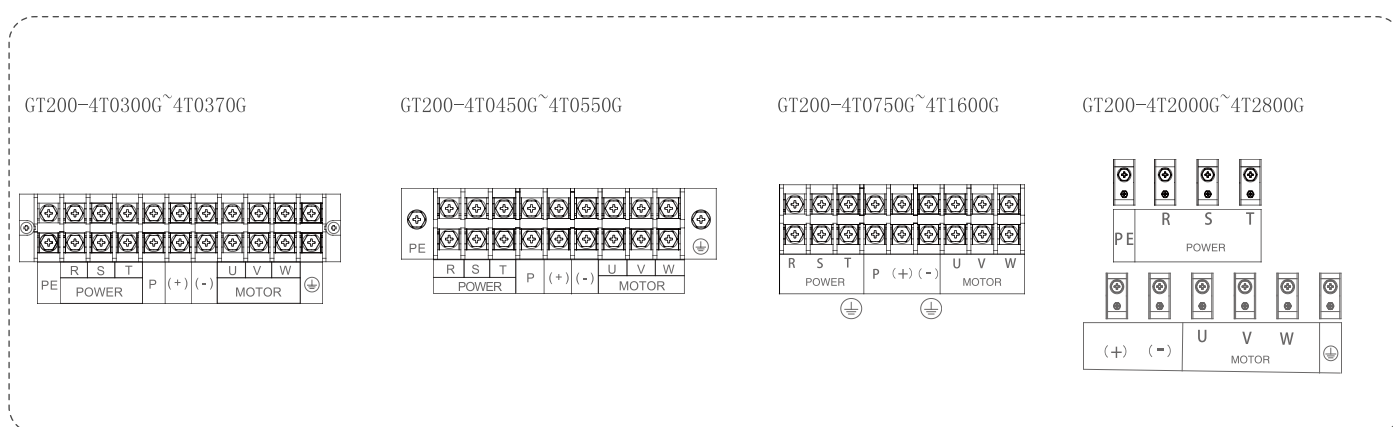 GT200-4T0300G~4T0370G
PE R S T P (+) (-) U V W
POWER MOTOR
GT200-4T0450G~4T0550G
PE
R S T P (+) (-) U V W
POWER MOTOR
GT200-4T0750G~4T1600G
R S T P (+) (-) U V W
POWER MOTOR
GT200-4T2000G~4T2800G
PE R S T
POWER
(+) (-) U V W
MOTOR